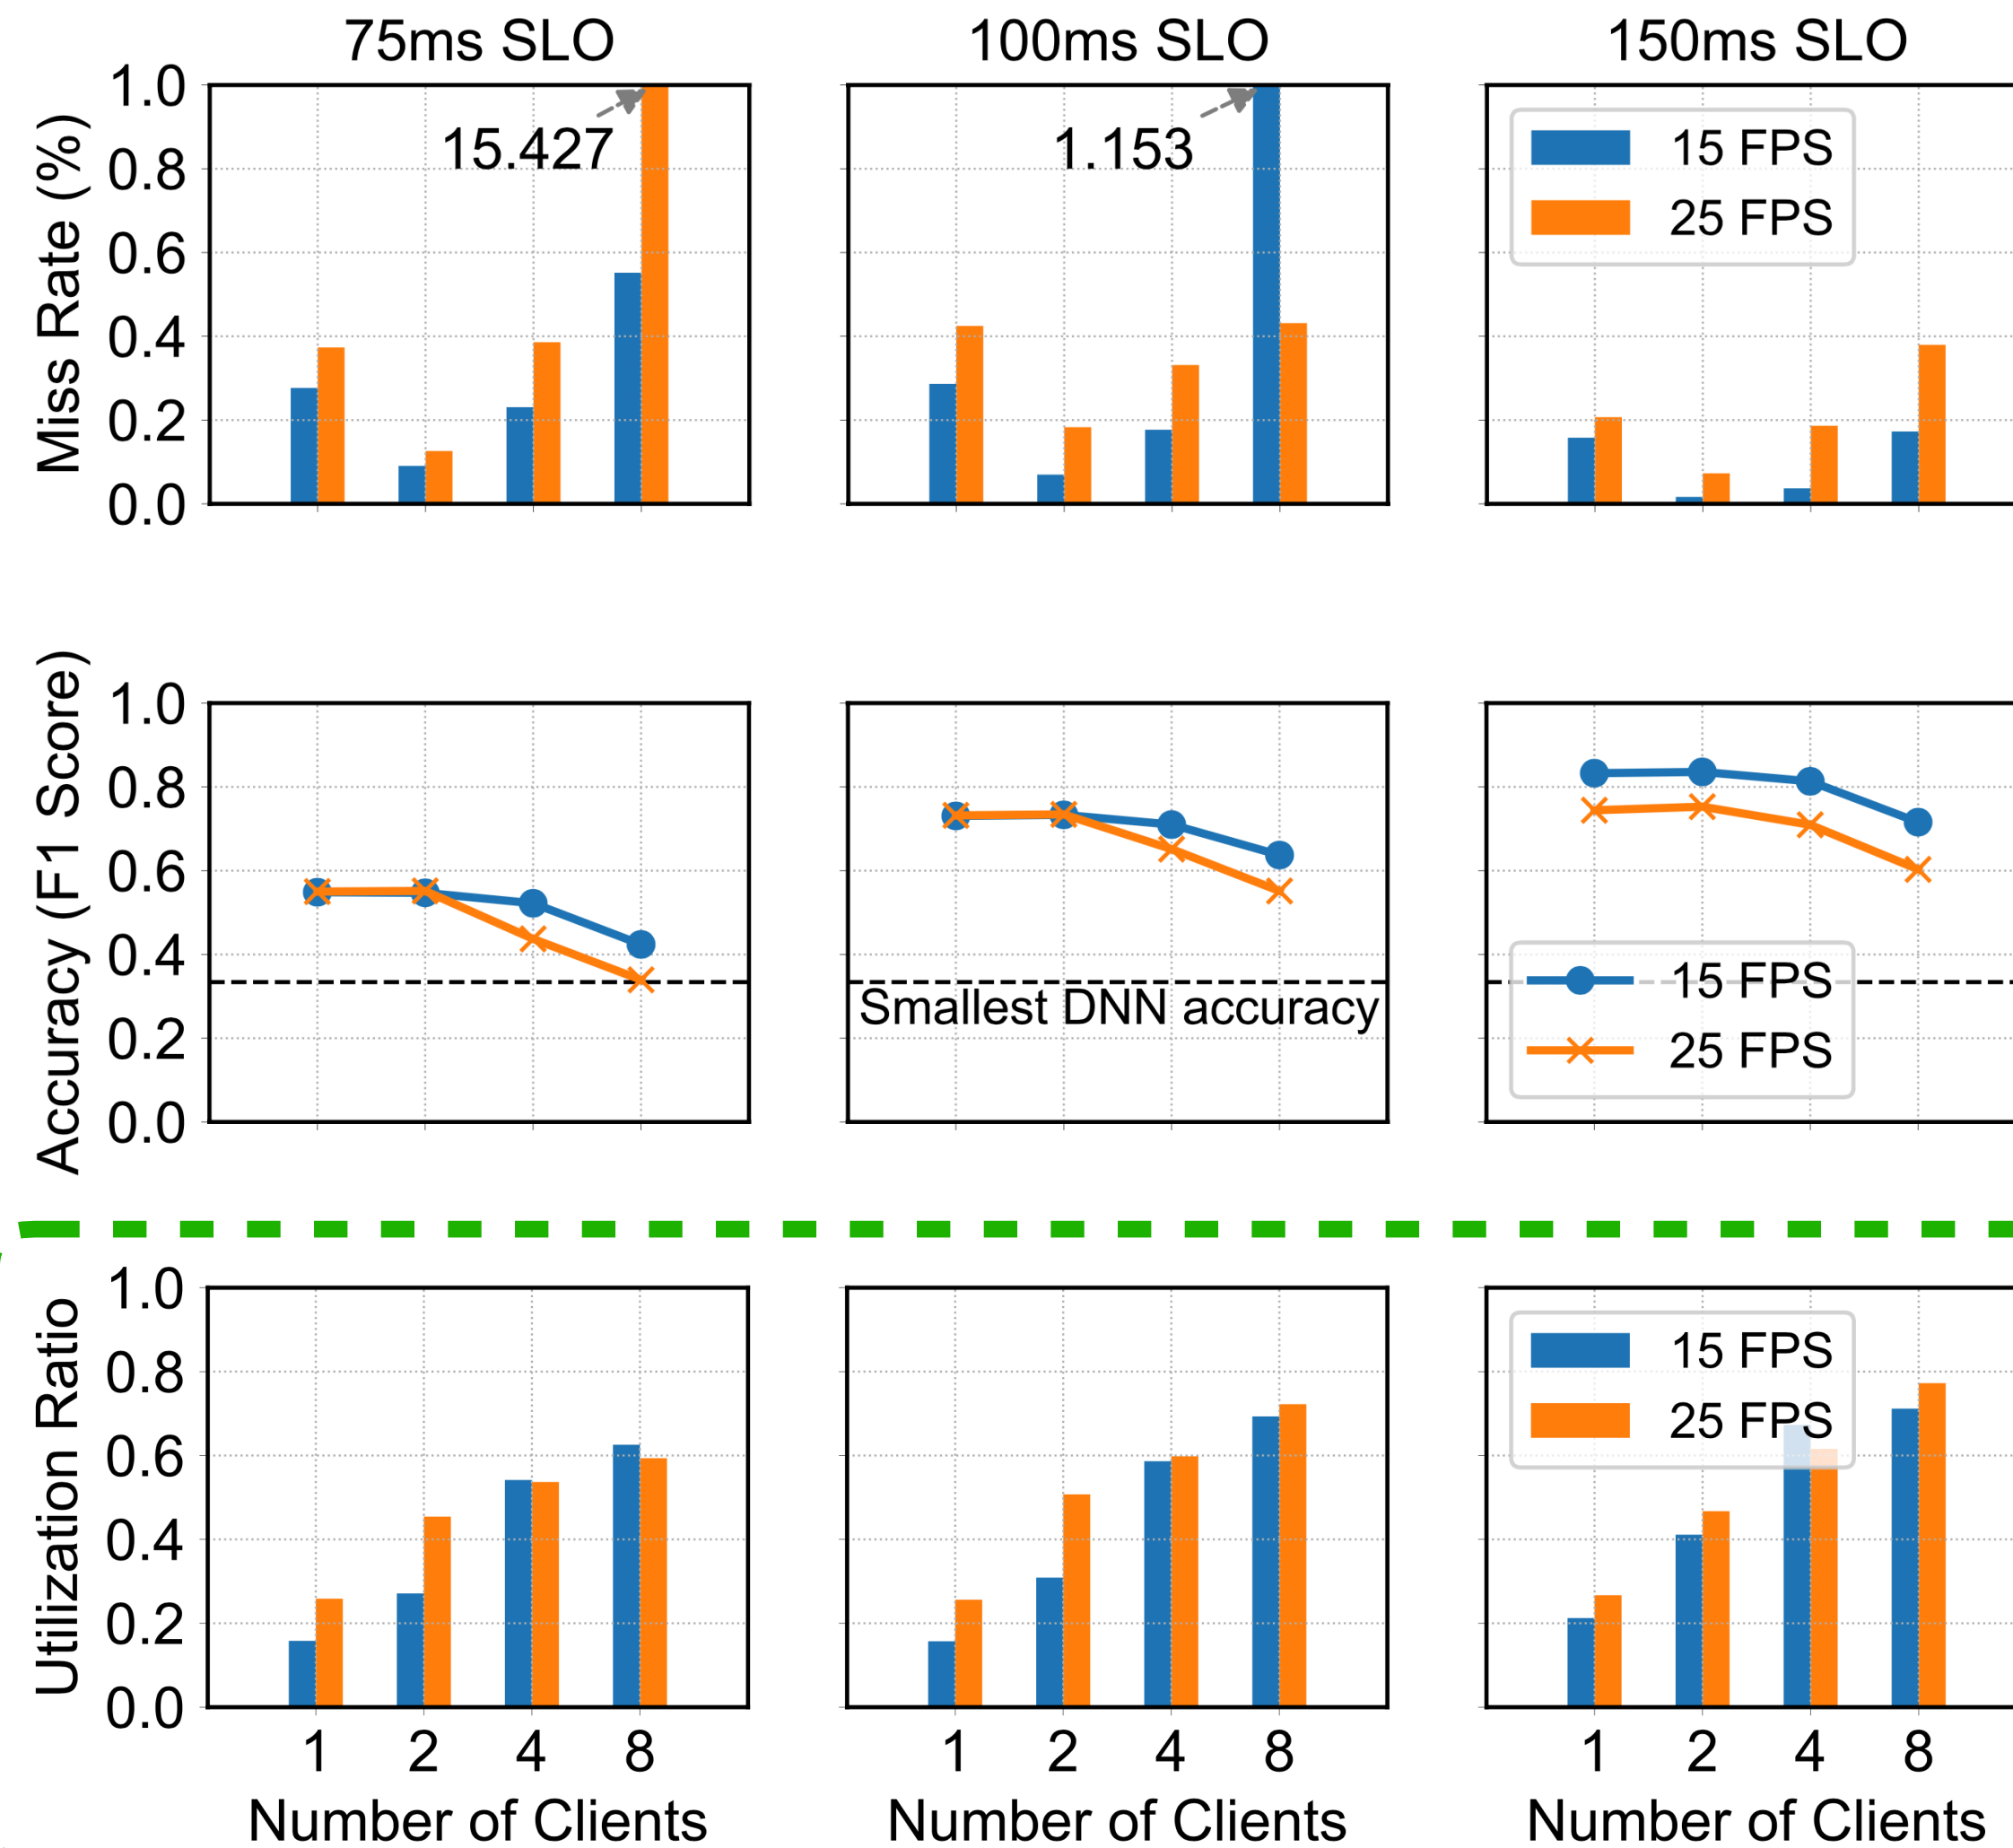 75ms SLO
100ms SLO
150ms SLO
Miss Rate (%)
1.0
0.8
0.6
0.4
0.2
0.0
15.427
1.153
15 FPS
25 FPS
Accuracy (F1 Score)
1.0
0.8
0.6
0.4
0.2
0.0
Smallest DNN accuracy
15 FPS
25 FPS
Utilization Ratio
1.0
0.8
0.6
0.4
0.2
0.0
15 FPS
25 FPS
1 2 4 8
1 2 4 8
1 2 4 8
Number of Clients
Number of Clients
Number of Clients